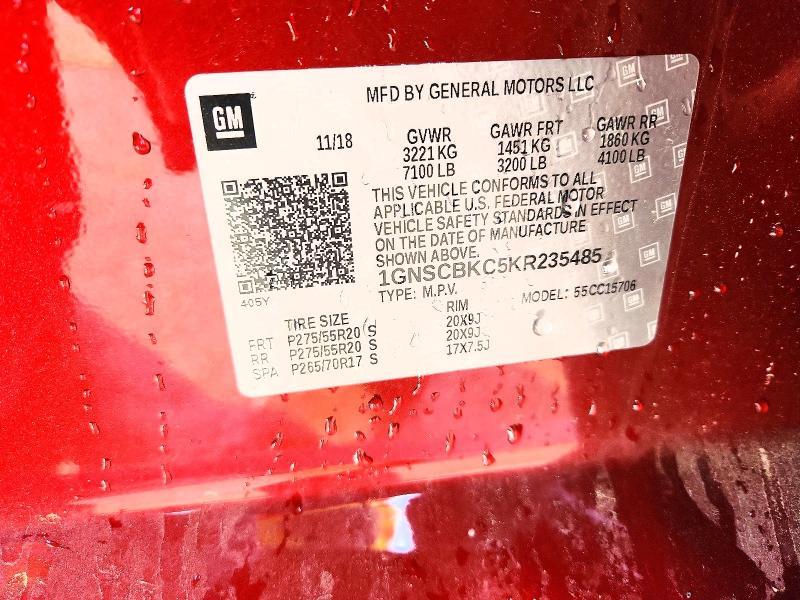 GM
MFD BY GENERAL MOTORS LLC
11/18
GVWR GAWR FRT GAWR RR
3221 KG 1451 KG 1860 KG
7100 LB 3200 LB 4100 LB
THIS VEHICLE CONFORMS TO ALL
APPLICABLE U.S. FEDERAL MOTOR
VEHICLE SAFETY STANDARDS IN EFFECT
ON THE DATE OF MANUFACTURE
SHOWN ABOVE.
1GNSCBKC5KR235485
TYPE: M.P.V. MODEL: 55CC15706
405Y
TIRE SIZE RIM
FRT P275/55R20 S 20X9J
RR P275/55R20 S 20X9J
SPA P265/70R17 S 17X7.5J